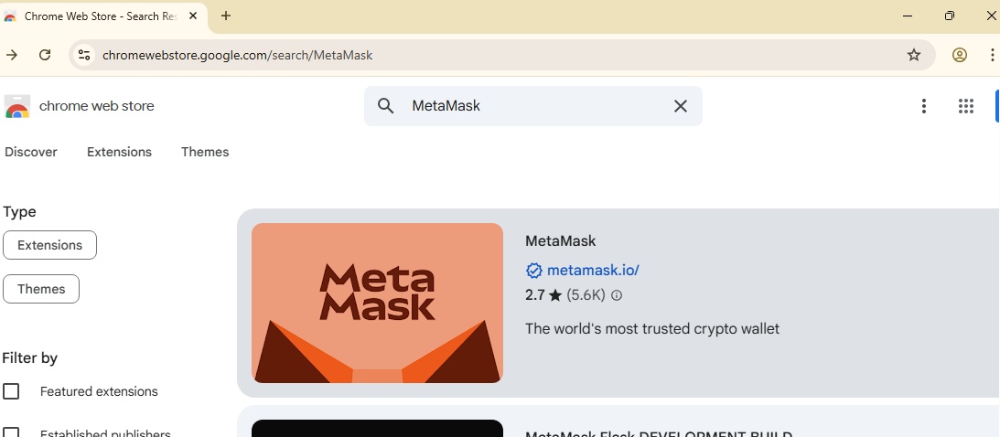 Chrome Web Store - Search Res
chromewebstore.google.com/search/MetaMask
chrome web store
MetaMask
Discover
Extensions
Themes
Type
Extensions
Themes
Filter by
Featured extensions
Established publishers
Meta
Mask
MetaMask
metamask.io/
2.7 ★ (5.6K)
The world's most trusted crypto wallet
MetaMask Flask DEVELOPMENT BUILD